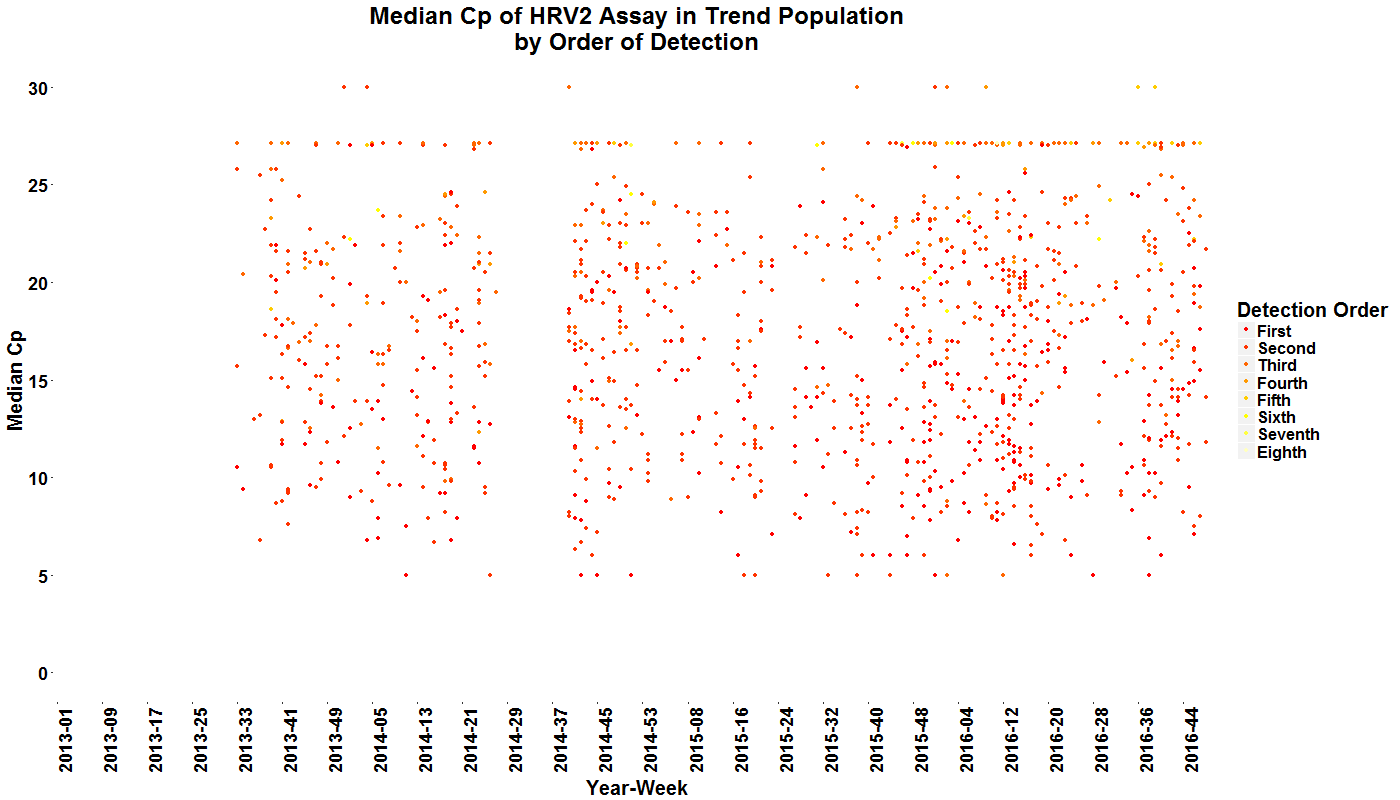 Median Cp of HRV2 Assay in Trend Population
by Order of Detection
Median Cp
30
25
20
15
10
5
0
2013-01
2013-09
2013-17
2013-25
2013-33
2013-41
2013-49
2014-05
2014-13
2014-21
2014-29
2014-37
2014-45
2014-53
2015-08
2015-16
2015-24
2015-32
2015-40
2015-48
2016-04
2016-12
2016-20
2016-28
2016-36
2016-44
Year-Week
Detection Order
First
Second
Third
Fourth
Fifth
Sixth
Seventh
Eighth